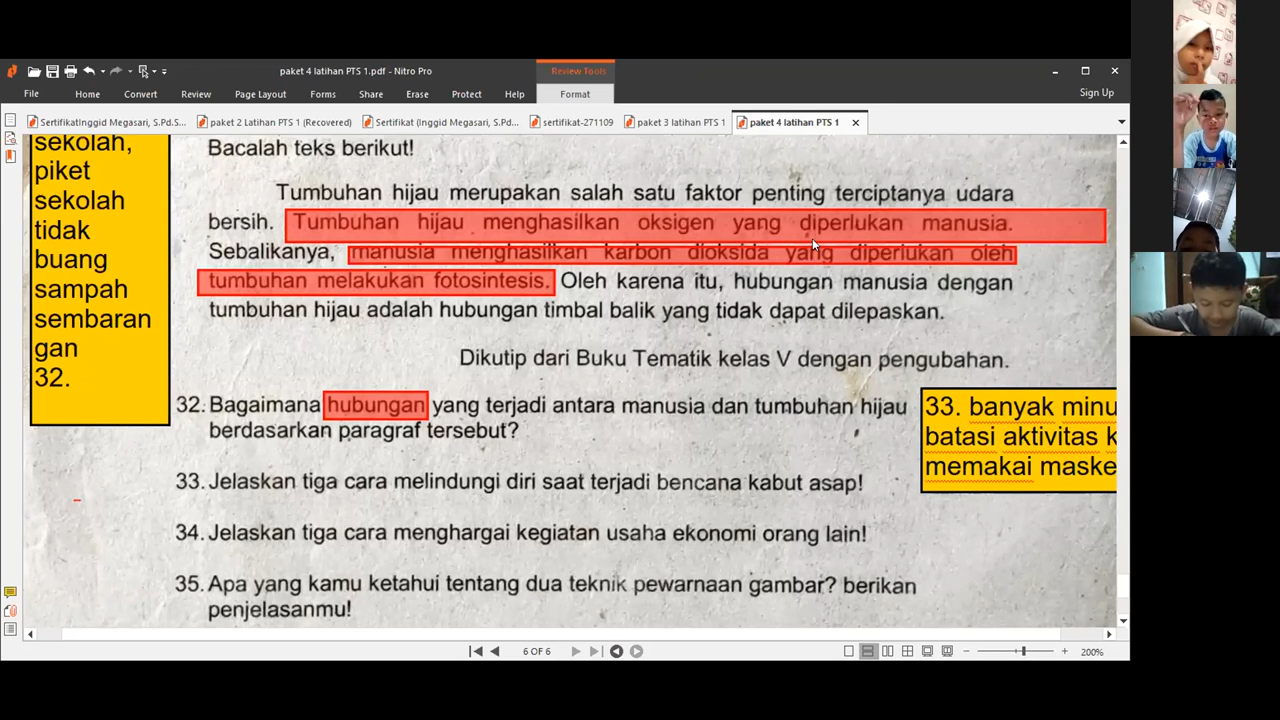 paket 4 latihan PTS 1.pdf - Nitro Pro
Review Tools
File
Home
Convert
Review
Page Layout
Forms
Share
Erase
Protect
Help
Format
Sign Up
SertifikatInggid Megasari, S.Pd.S...
paket 2 Latihan PTS 1 (Recovered)
Sertifikat (Inggid Megasari, S.Pd...
sertifikat-271109
paket 3 latihan PTS 1
paket 4 latihan PTS 1
sekolah,
piket
sekolah
tidak
buang
sampah
sembaran
gan
32.
Bacalah teks berikut!
Tumbuhan hijau merupakan salah satu faktor penting terciptanya udara
bersih. Tumbuhan hijau menghasilkan oksigen yang diperlukan manusia.
Sebalikanya, manusia menghasilkan karbon dioksida yang diperlukan oleh
tumbuhan melakukan fotosintesis. Oleh karena itu, hubungan manusia dengan
tumbuhan hijau adalah hubungan timbal balik yang tidak dapat dilepaskan.
Dikutip dari Buku Tematik kelas V dengan pengubahan.
32. Bagaimana hubungan yang terjadi antara manusia dan tumbuhan hijau
berdasarkan paragraf tersebut?
33. Jelaskan tiga cara melindungi diri saat terjadi bencana kabut asap!
34. Jelaskan tiga cara menghargai kegiatan usaha ekonomi orang lain!
35. Apa yang kamu ketahui tentang dua teknik pewarnaan gambar? berikan
penjelasanmu!
33. banyak minu
batasi aktivitas k
memakai maske
6 OF 6
200%